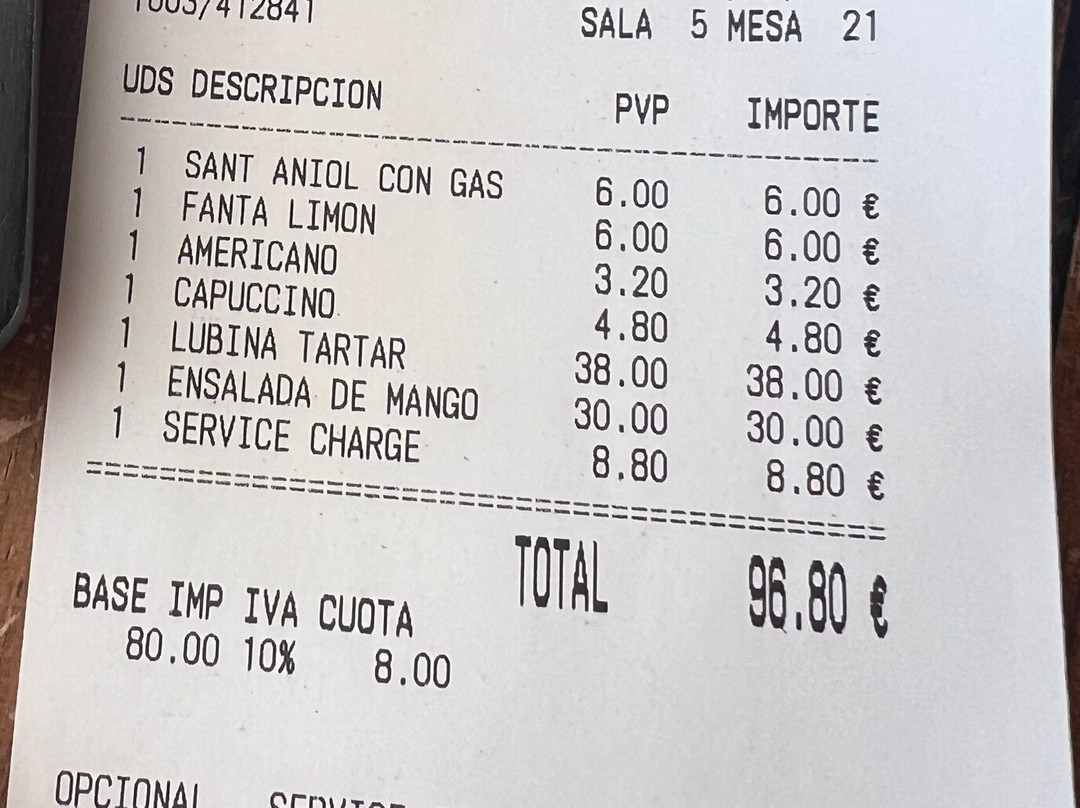 1003/412841
SALA 5 MESA 21
UDS DESCRIPCION PVP IMPORTE
1 SANT ANIOL CON GAS 6.00 6.00 €
1 FANTA LIMON 6.00 6.00 €
1 AMERICANO 3.20 3.20 €
1 CAPUCCINO 4.80 4.80 €
1 LUBINA TARTAR 38.00 38.00 €
1 ENSALADA DE MANGO 30.00 30.00 €
1 SERVICE CHARGE 8.80 8.80 €
TOTAL 96.80 €
BASE IMP IVA CUOTA
80.00 10% 8.00
OPCIONAL SERVICE